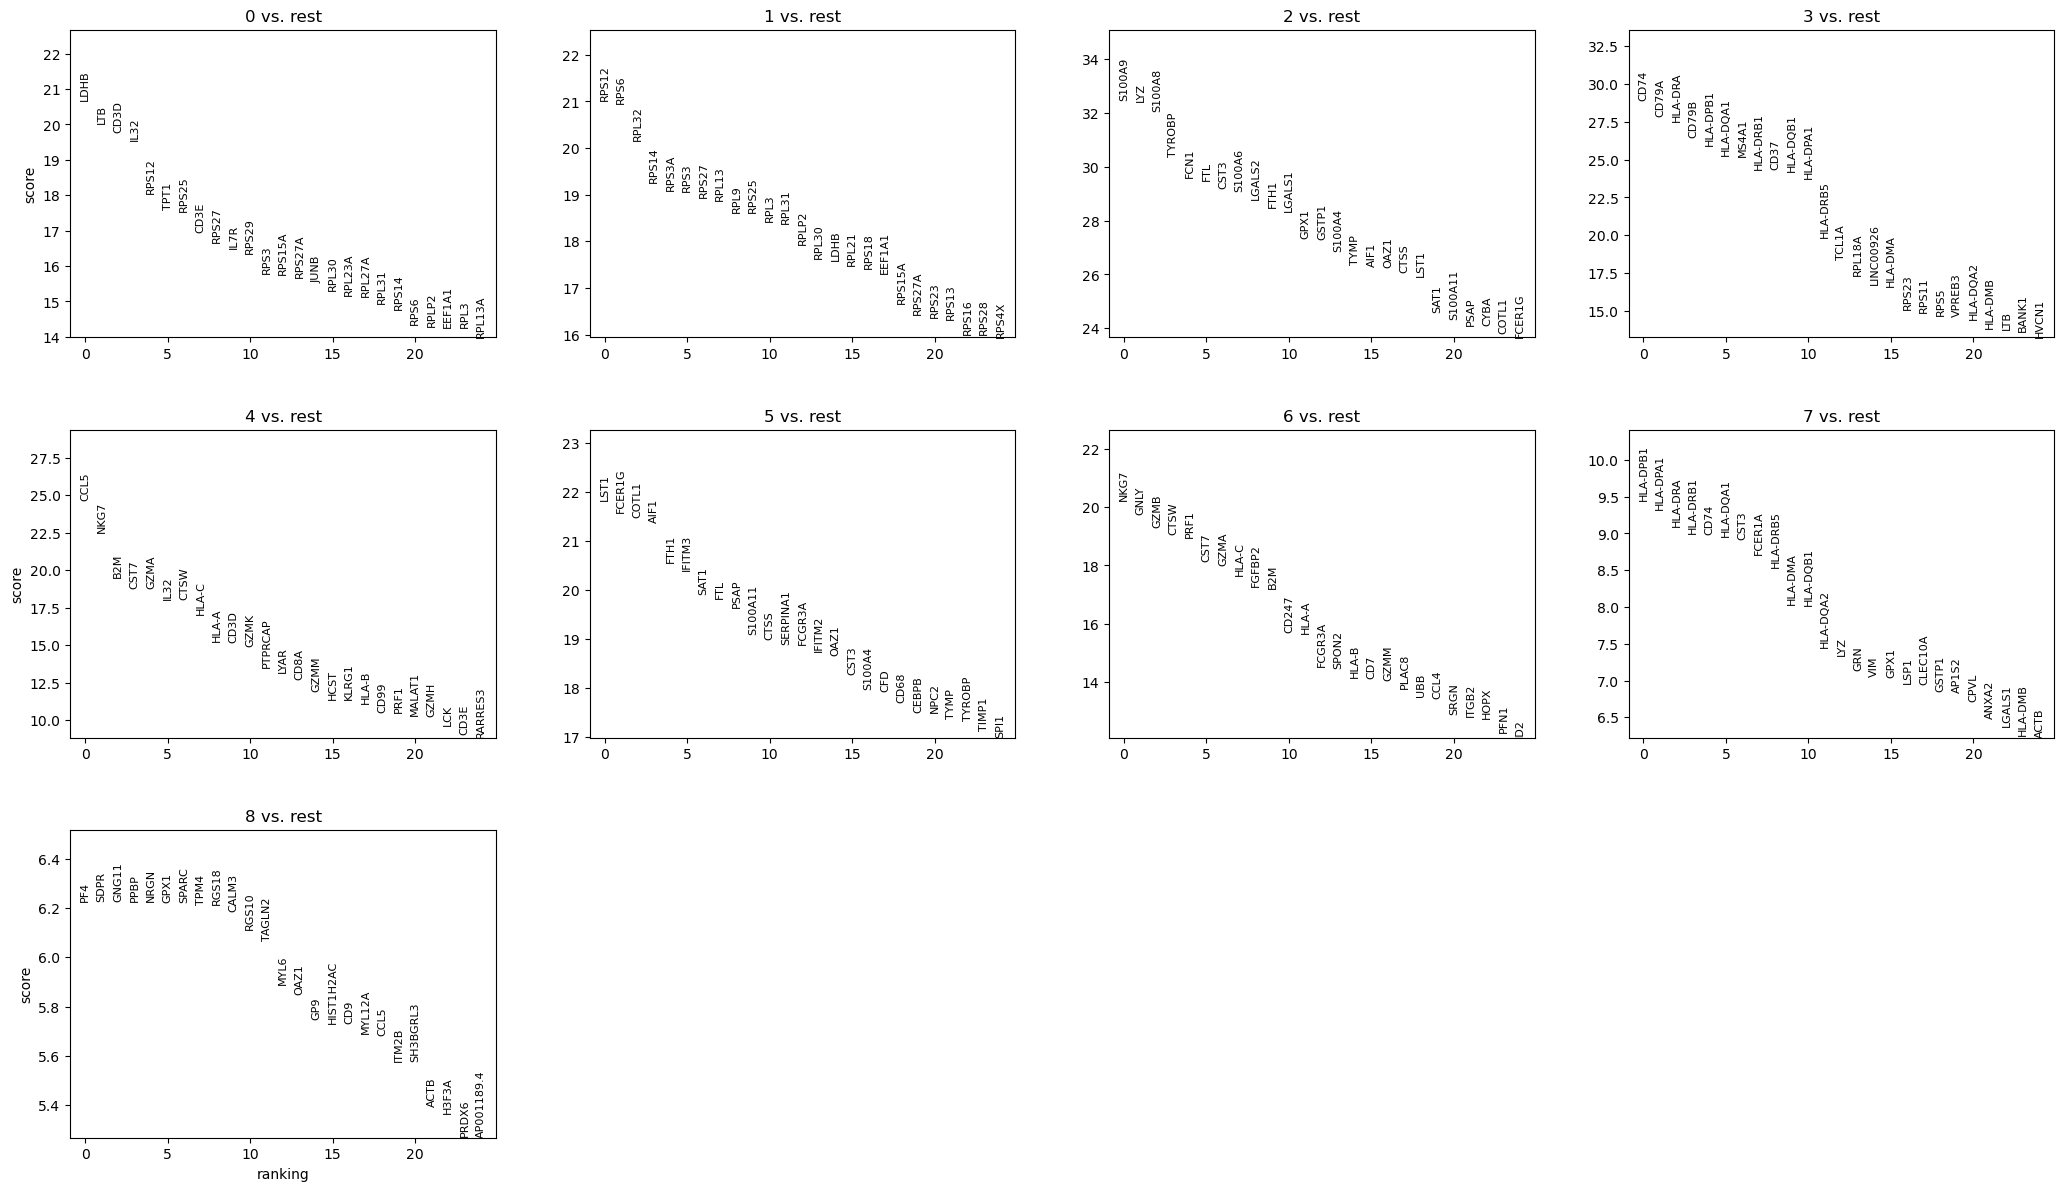 0 vs. rest
score
22
21
20
19
18
17
16
15
14
0 5 10 15 20
LDHB
LTB
CD3D
IL32
RPS12
TPT1
RPS25
CD3E
RPS27
IL7R
RPS29
RPS3
RPS15A
RPS27A
JUNB
RPL30
RPL23A
RPL27A
RPL31
RPS14
RPS6
RPLP2
EEF1A1
RPL3
RPL13A
1 vs. rest
22
21
20
19
18
17
16
0 5 10 15 20
RPS12
RPS6
RPL32
RPS14
RPS3A
RPS3
RPS27
RPL13
RPL9
RPS25
RPL3
RPL31
RPLP2
RPL30
LDHB
RPL21
RPS18
EEF1A1
RPS15A
RPS27A
RPS23
RPS13
RPS16
RPS28
RPS4X
2 vs. rest
34
32
30
28
26
24
0 5 10 15 20
S100A9
LYZ
S100A8
TYROBP
FCN1
FTL
CST3
S100A6
LGALS2
FTH1
LGALS1
GPX1
GSTP1
S100A4
TYMP
AIF1
OAZ1
CTSS
LST1
SAT1
S100A11
PSAP
CYBA
COTL1
FCER1G
3 vs. rest
32.5
30.0
27.5
25.0
22.5
20.0
17.5
15.0
0 5 10 15 20
CD74
CD79A
HLA-DRA
CD79B
HLA-DPB1
HLA-DQA1
MS4A1
HLA-DRB1
CD37
HLA-DQB1
HLA-DPA1
HLA-DRB5
TCL1A
RPL18A
LINC00926
HLA-DMA
RPS23
RPS11
RPS5
VPREB3
HLA-DQA2
HLA-DMB
LTB
BANK1
HVCN1
4 vs. rest
score
27.5
25.0
22.5
20.0
17.5
15.0
12.5
10.0
0 5 10 15 20
CCL5
NKG7
B2M
CST7
GZMA
IL32
CTSW
HLA-C
HLA-A
CD3D
GZMK
PTPRCAP
LYAR
CD8A
GZMM
HCST
KLRG1
HLA-B
CD99
PRF1
MALAT1
GZMH
LCK
CD3E
RARRES3
5 vs. rest
23
22
21
20
19
18
17
0 5 10 15 20
LST1
FCER1G
COTL1
AIF1
FTH1
IFITM3
SAT1
FTL
PSAP
S100A11
CTSS
SERPINA1
FCGR3A
IFITM2
OAZ1
CST3
S100A4
CFD
CD68
CEBPB
NPC2
TYMP
TYROBP
TIMP1
SPI1
6 vs. rest
22
20
18
16
14
0 5 10 15 20
NKG7
GNLY
GZMB
CTSW
PRF1
CST7
GZMA
HLA-C
FGFBP2
B2M
CD247
HLA-A
FCGR3A
SPON2
HLA-B
CD7
GZMM
PLAC8
UBB
CCL4
SRGN
ITGB2
HOPX
PFN1
ID2
7 vs. rest
10.0
9.5
9.0
8.5
8.0
7.5
7.0
6.5
0 5 10 15 20
HLA-DPB1
HLA-DPA1
HLA-DRA
HLA-DRB1
CD74
HLA-DQA1
CST3
FCER1A
HLA-DRB5
HLA-DMA
HLA-DQB1
HLA-DQA2
LYZ
GRN
VIM
GPX1
LSP1
CLEC10A
GSTP1
AP1S2
CPVL
ANXA2
LGALS1
HLA-DMB
ACTB
8 vs. rest
score
6.4
6.2
6.0
5.8
5.6
5.4
0 5 10 15 20
ranking
PF4
SDPR
GNG11
PPBP
NRGN
GPX1
SPARC
TPM4
RGS18
CALM3
RGS10
TAGLN2
MYL6
OAZ1
GP9
HIST1H2AC
CD9
MYL12A
CCL5
ITM2B
SH3BGRL3
ACTB
H3F3A
PRDX6
AP001189.4